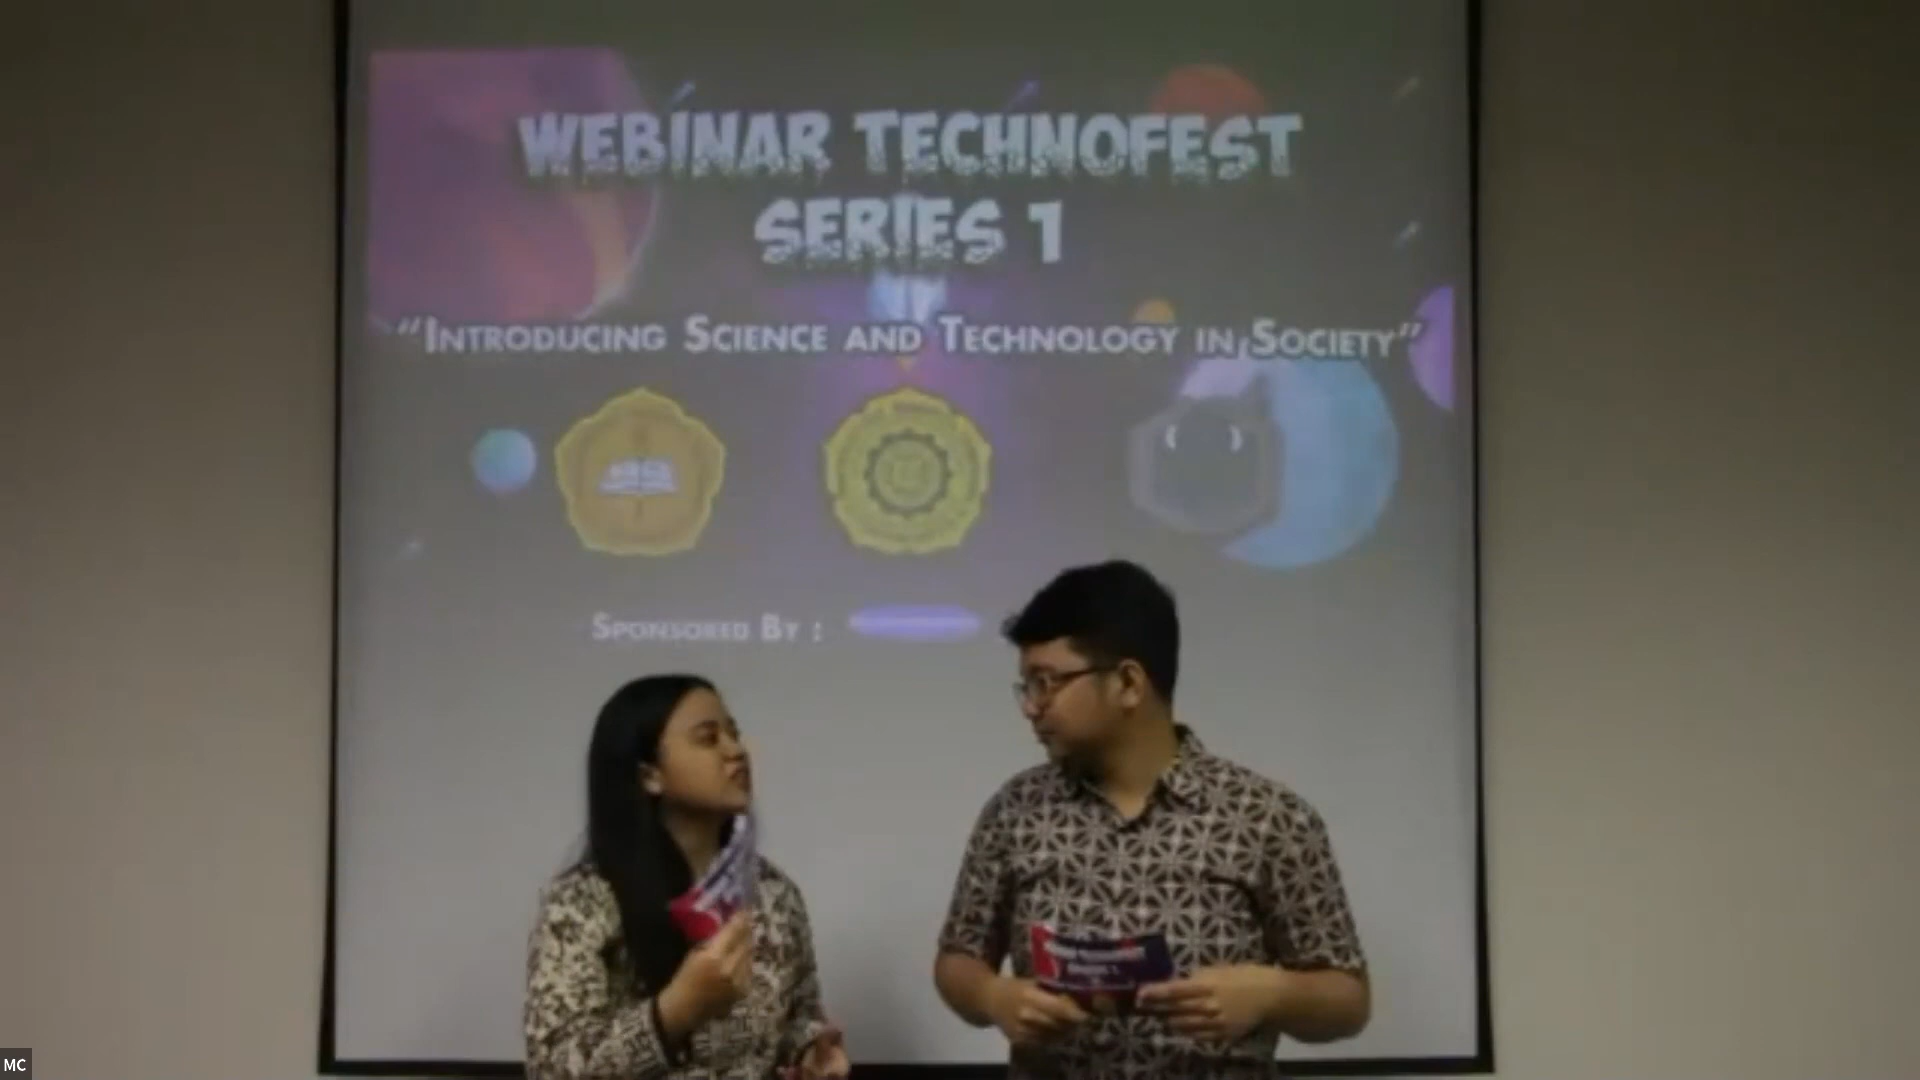 WEBINAR TECHNOFEST
SERIES 1
“INTRODUCING SCIENCE AND TECHNOLOGY IN SOCIETY”
SPONSORED BY :
MC